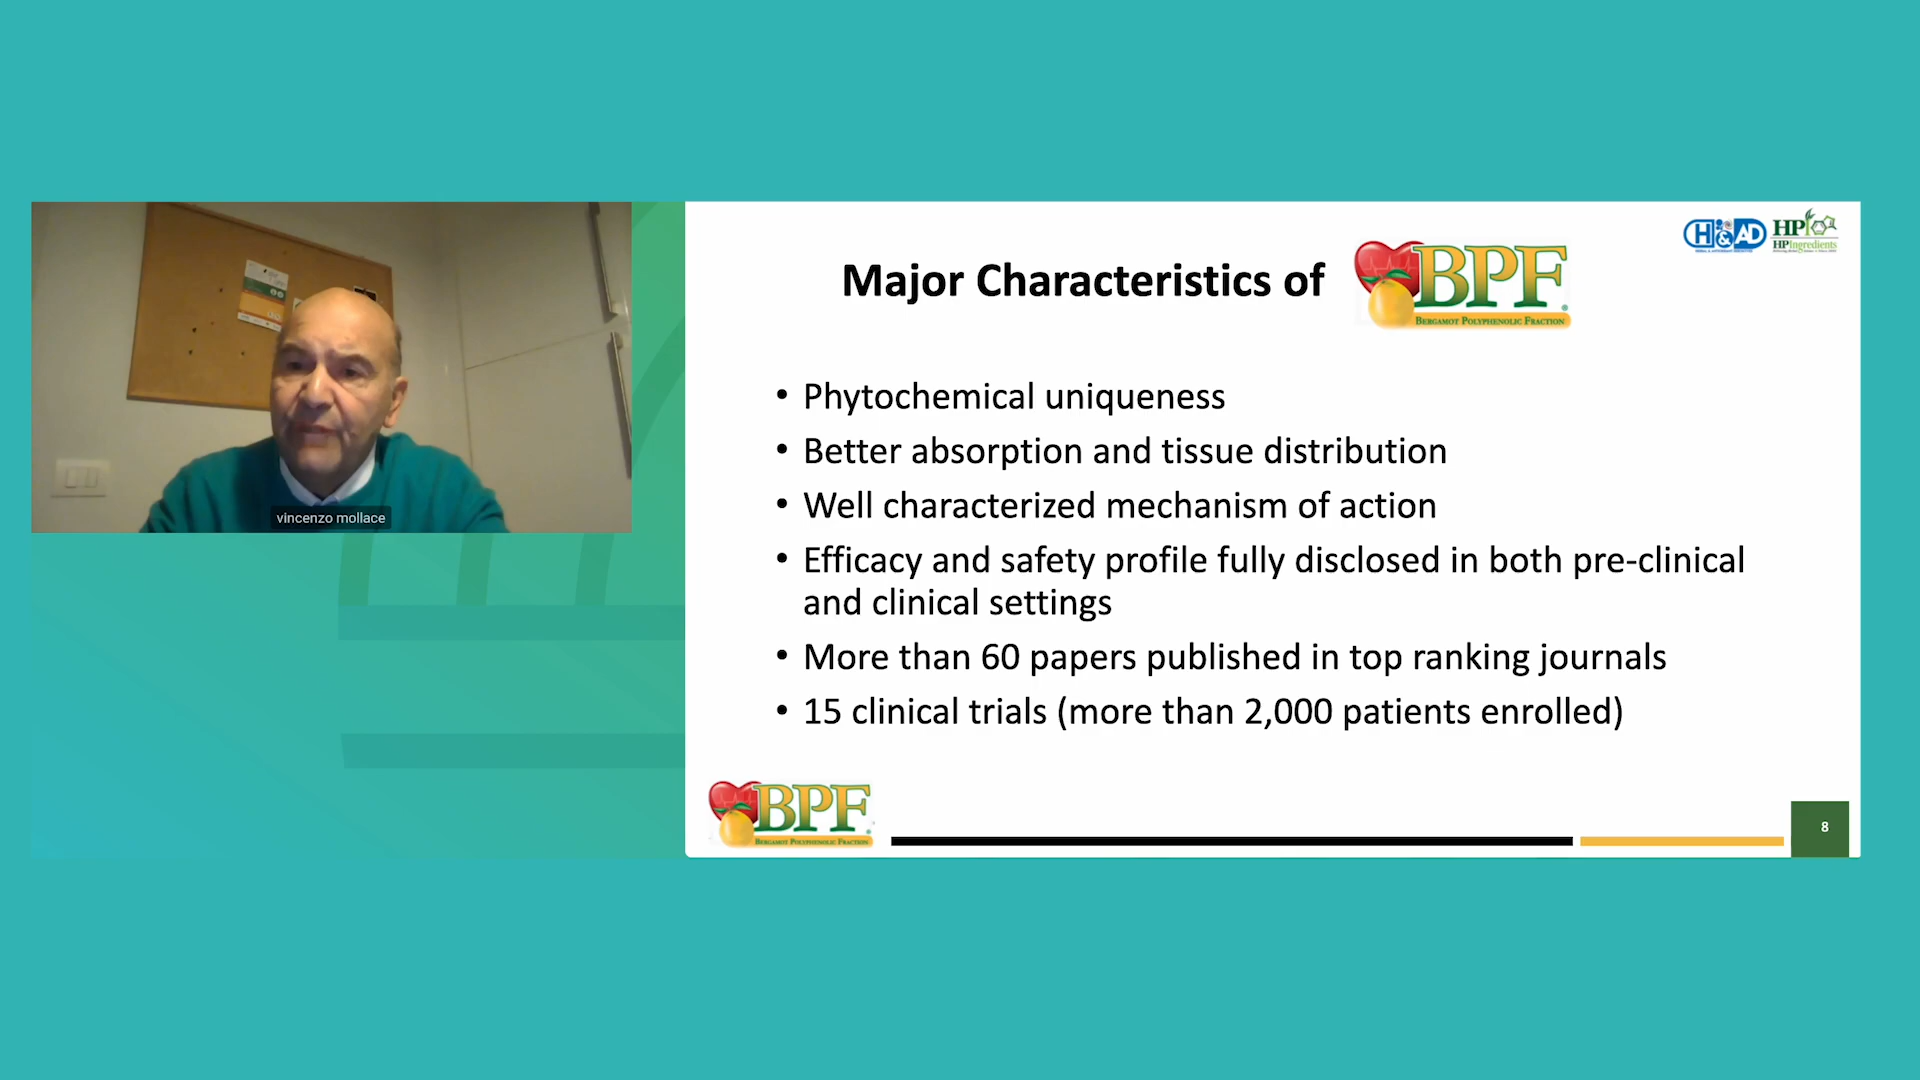 vincenzo mollace
H&AD
HP
HPIngredients
Major Characteristics of
BPF
BERGAMOT POLYPHENOLIC FRACTION
• Phytochemical uniqueness
• Better absorption and tissue distribution
• Well characterized mechanism of action
• Efficacy and safety profile fully disclosed in both pre-clinical
and clinical settings
• More than 60 papers published in top ranking journals
• 15 clinical trials (more than 2,000 patients enrolled)
BPF
BERGAMOT POLYPHENOLIC FRACTION
8